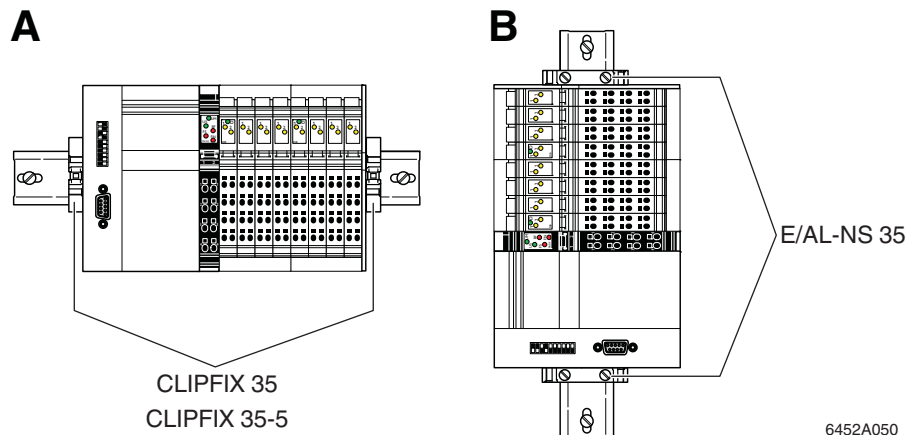 A
B
E/AL-NS 35
CLIPFIX 35
CLIPFIX 35-5
6452A050